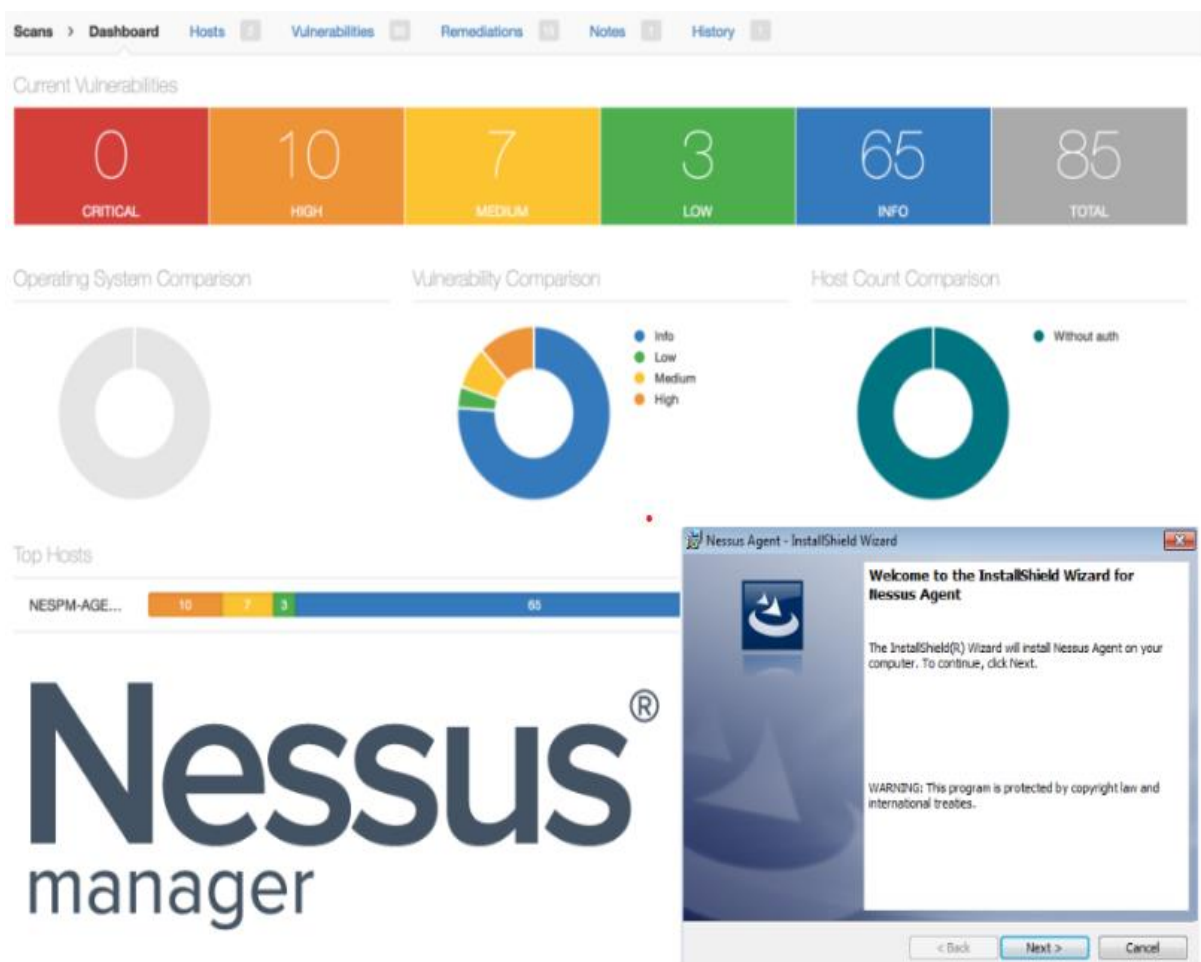 Scans > Dashboard Hosts Vulnerabilities Remediations Notes History
Current Vulnerabilities
0 10 7 3 65 85
CRITICAL HIGH MEDIUM LOW INFO TOTAL
Operating System Comparison Vulnerability Comparison Host Count Comparison
Info
Low
Medium
High
Without auth
Top Hosts
NESPM-AGE... 10 7 3 65
Nessus®
manager
Nessus Agent - InstallShield Wizard
Welcome to the InstallShield Wizard for
Nessus Agent
The InstallShield(R) Wizard will install Nessus Agent on your
computer. To continue, click Next.
WARNING: This program is protected by copyright law and
international treaties.
< Back Next > Cancel